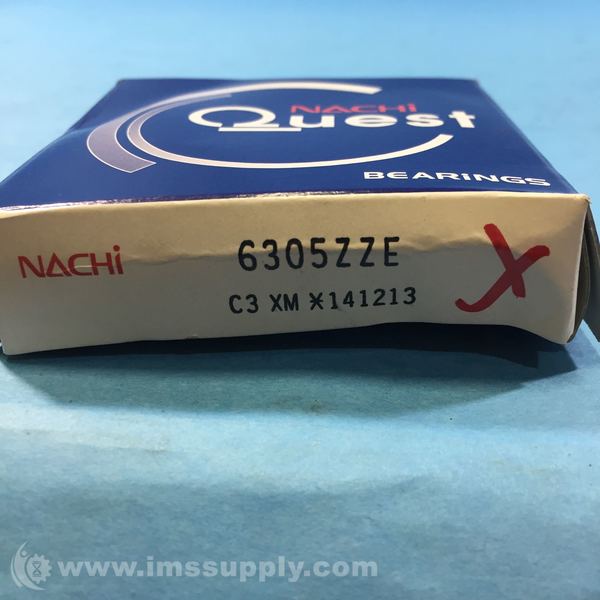 NACHi
Quest
BEARINGS
NACHi 6305ZZE X
C3 XM *141213
www.imssupply.com